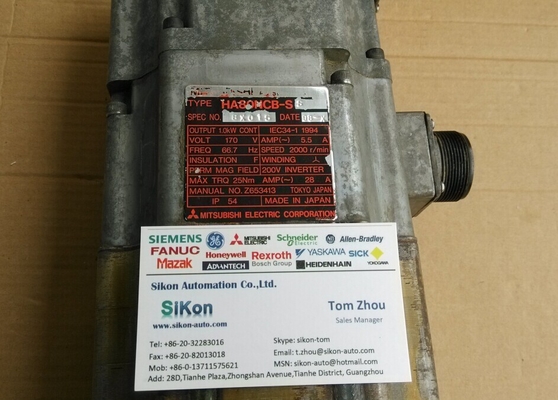 TYPE HA80NCB-S
SPEC NO. 6X016 DATE
OUTPUT 1.0kW CONT IEC34-1 1994
VOLT 170 V AMP(~) 5.5 A
FREQ 66.7 Hz SPEED 2000 r/min
INSULATION F WINDING 人
PERM MAG FIELD 200V INVERTER
MAX TRQ 25Nm AMP(~) 28 A
MANUAL NO. Z653413 TOKYO JAPAN
IP 54 MADE IN JAPAN
MITSUBISHI ELECTRIC CORPORATION
SIEMENS GE MITSUBISHI ELECTRIC Schneider Electric AB Allen-Bradley
FANUC Honeywell Rexroth Bosch Group YASKAWA SICK
Mazak ADVANTECH HEIDENHAIN YOKOGAWA
Sikon Automation Co.,Ltd.
SiKon
www.sikon-auto.com
Tom Zhou
Sales Manager
Tel: +86-20-32283016
Fax: +86-20-82013018
Mob: +86-0-13711575621
Skype: sikon-tom
Email: t.zhou@sikon-auto.com
MSN: sikon-auto@hotmail.com
Add: 28D,Tianhe Plaza,Zhongshan Avenue,Tianhe District, Guangzhou